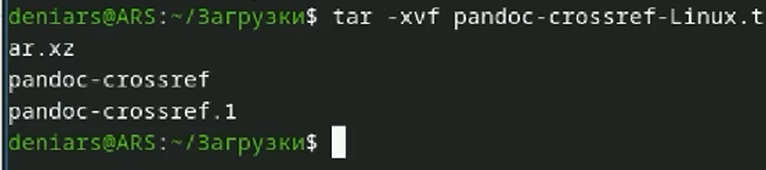 deniars@ARS:~/Загрузки$ tar -xvf pandoc-crossref-Linux.t
ar.xz
pandoc-crossref
pandoc-crossref.1
deniars@ARS:~/Загрузки$